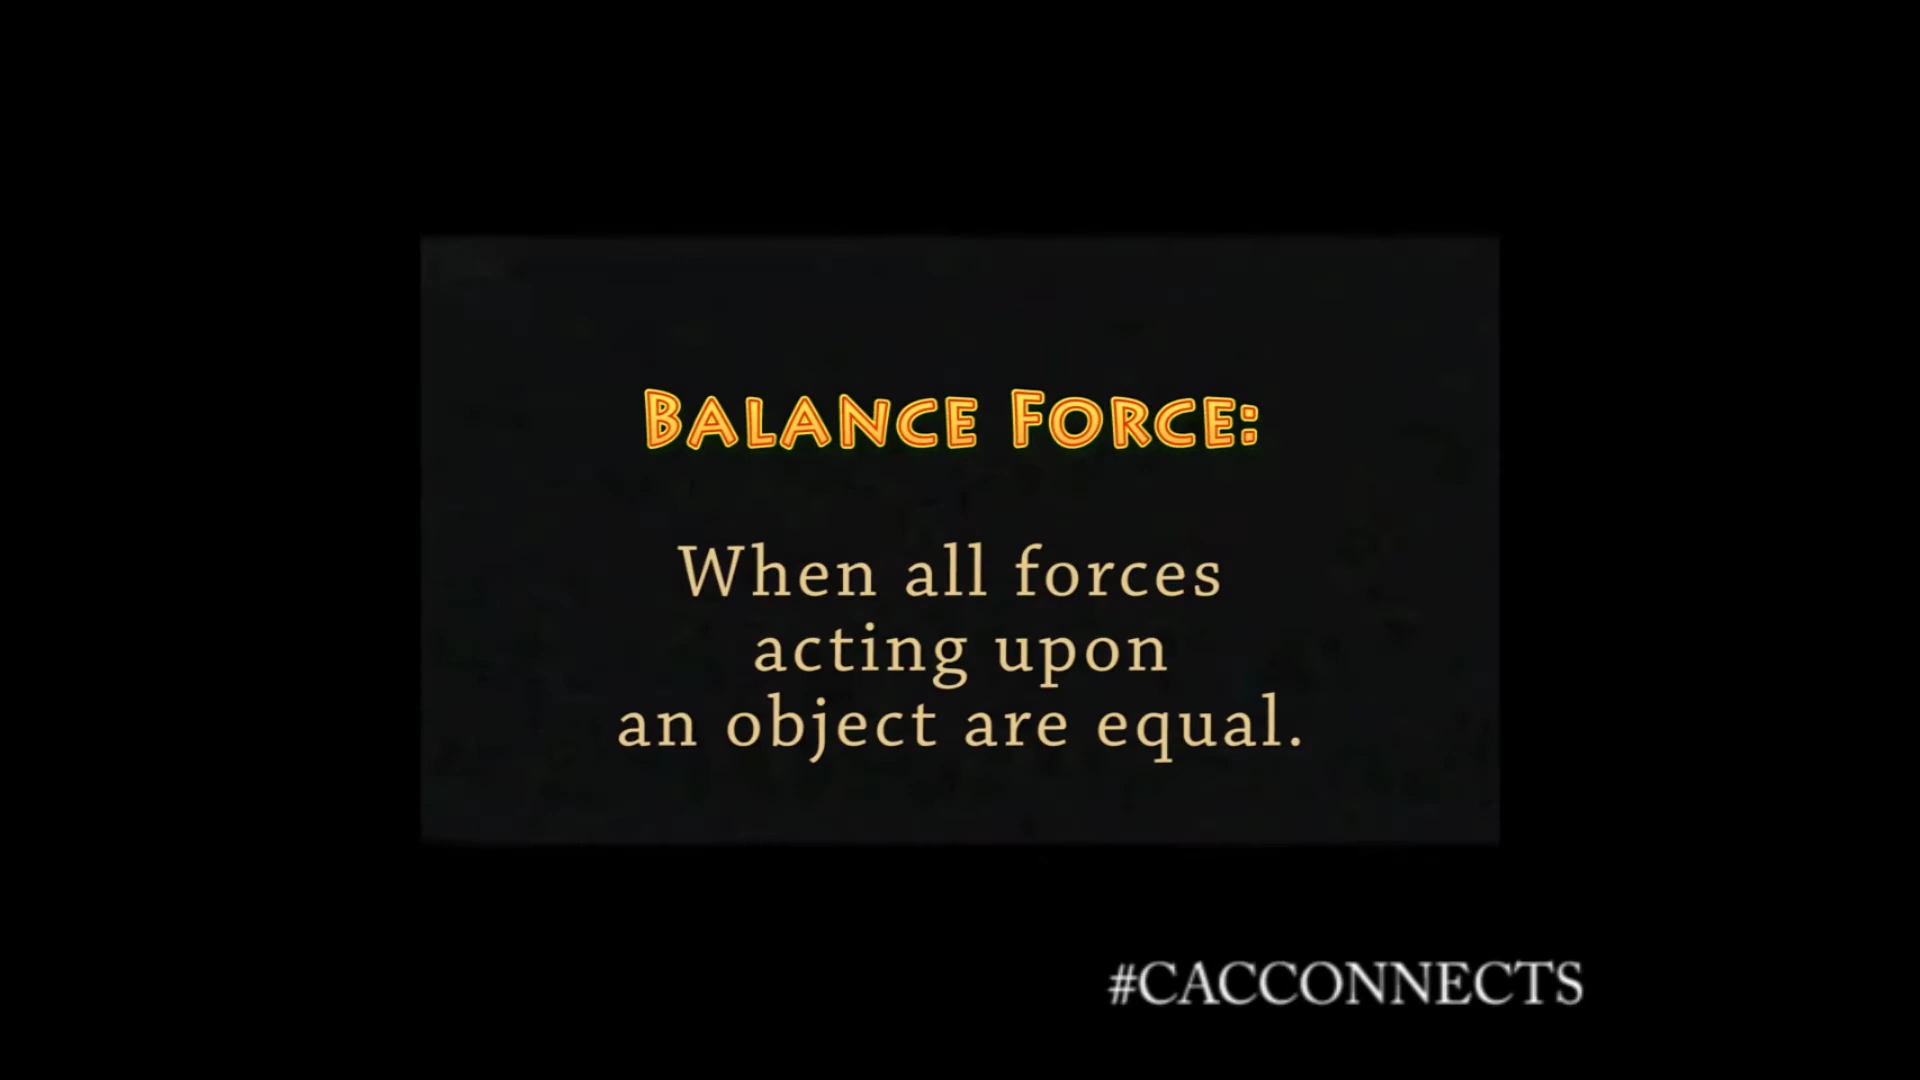 Balance Force:
When all forces
acting upon
an object are equal.
#CACCONNECTS